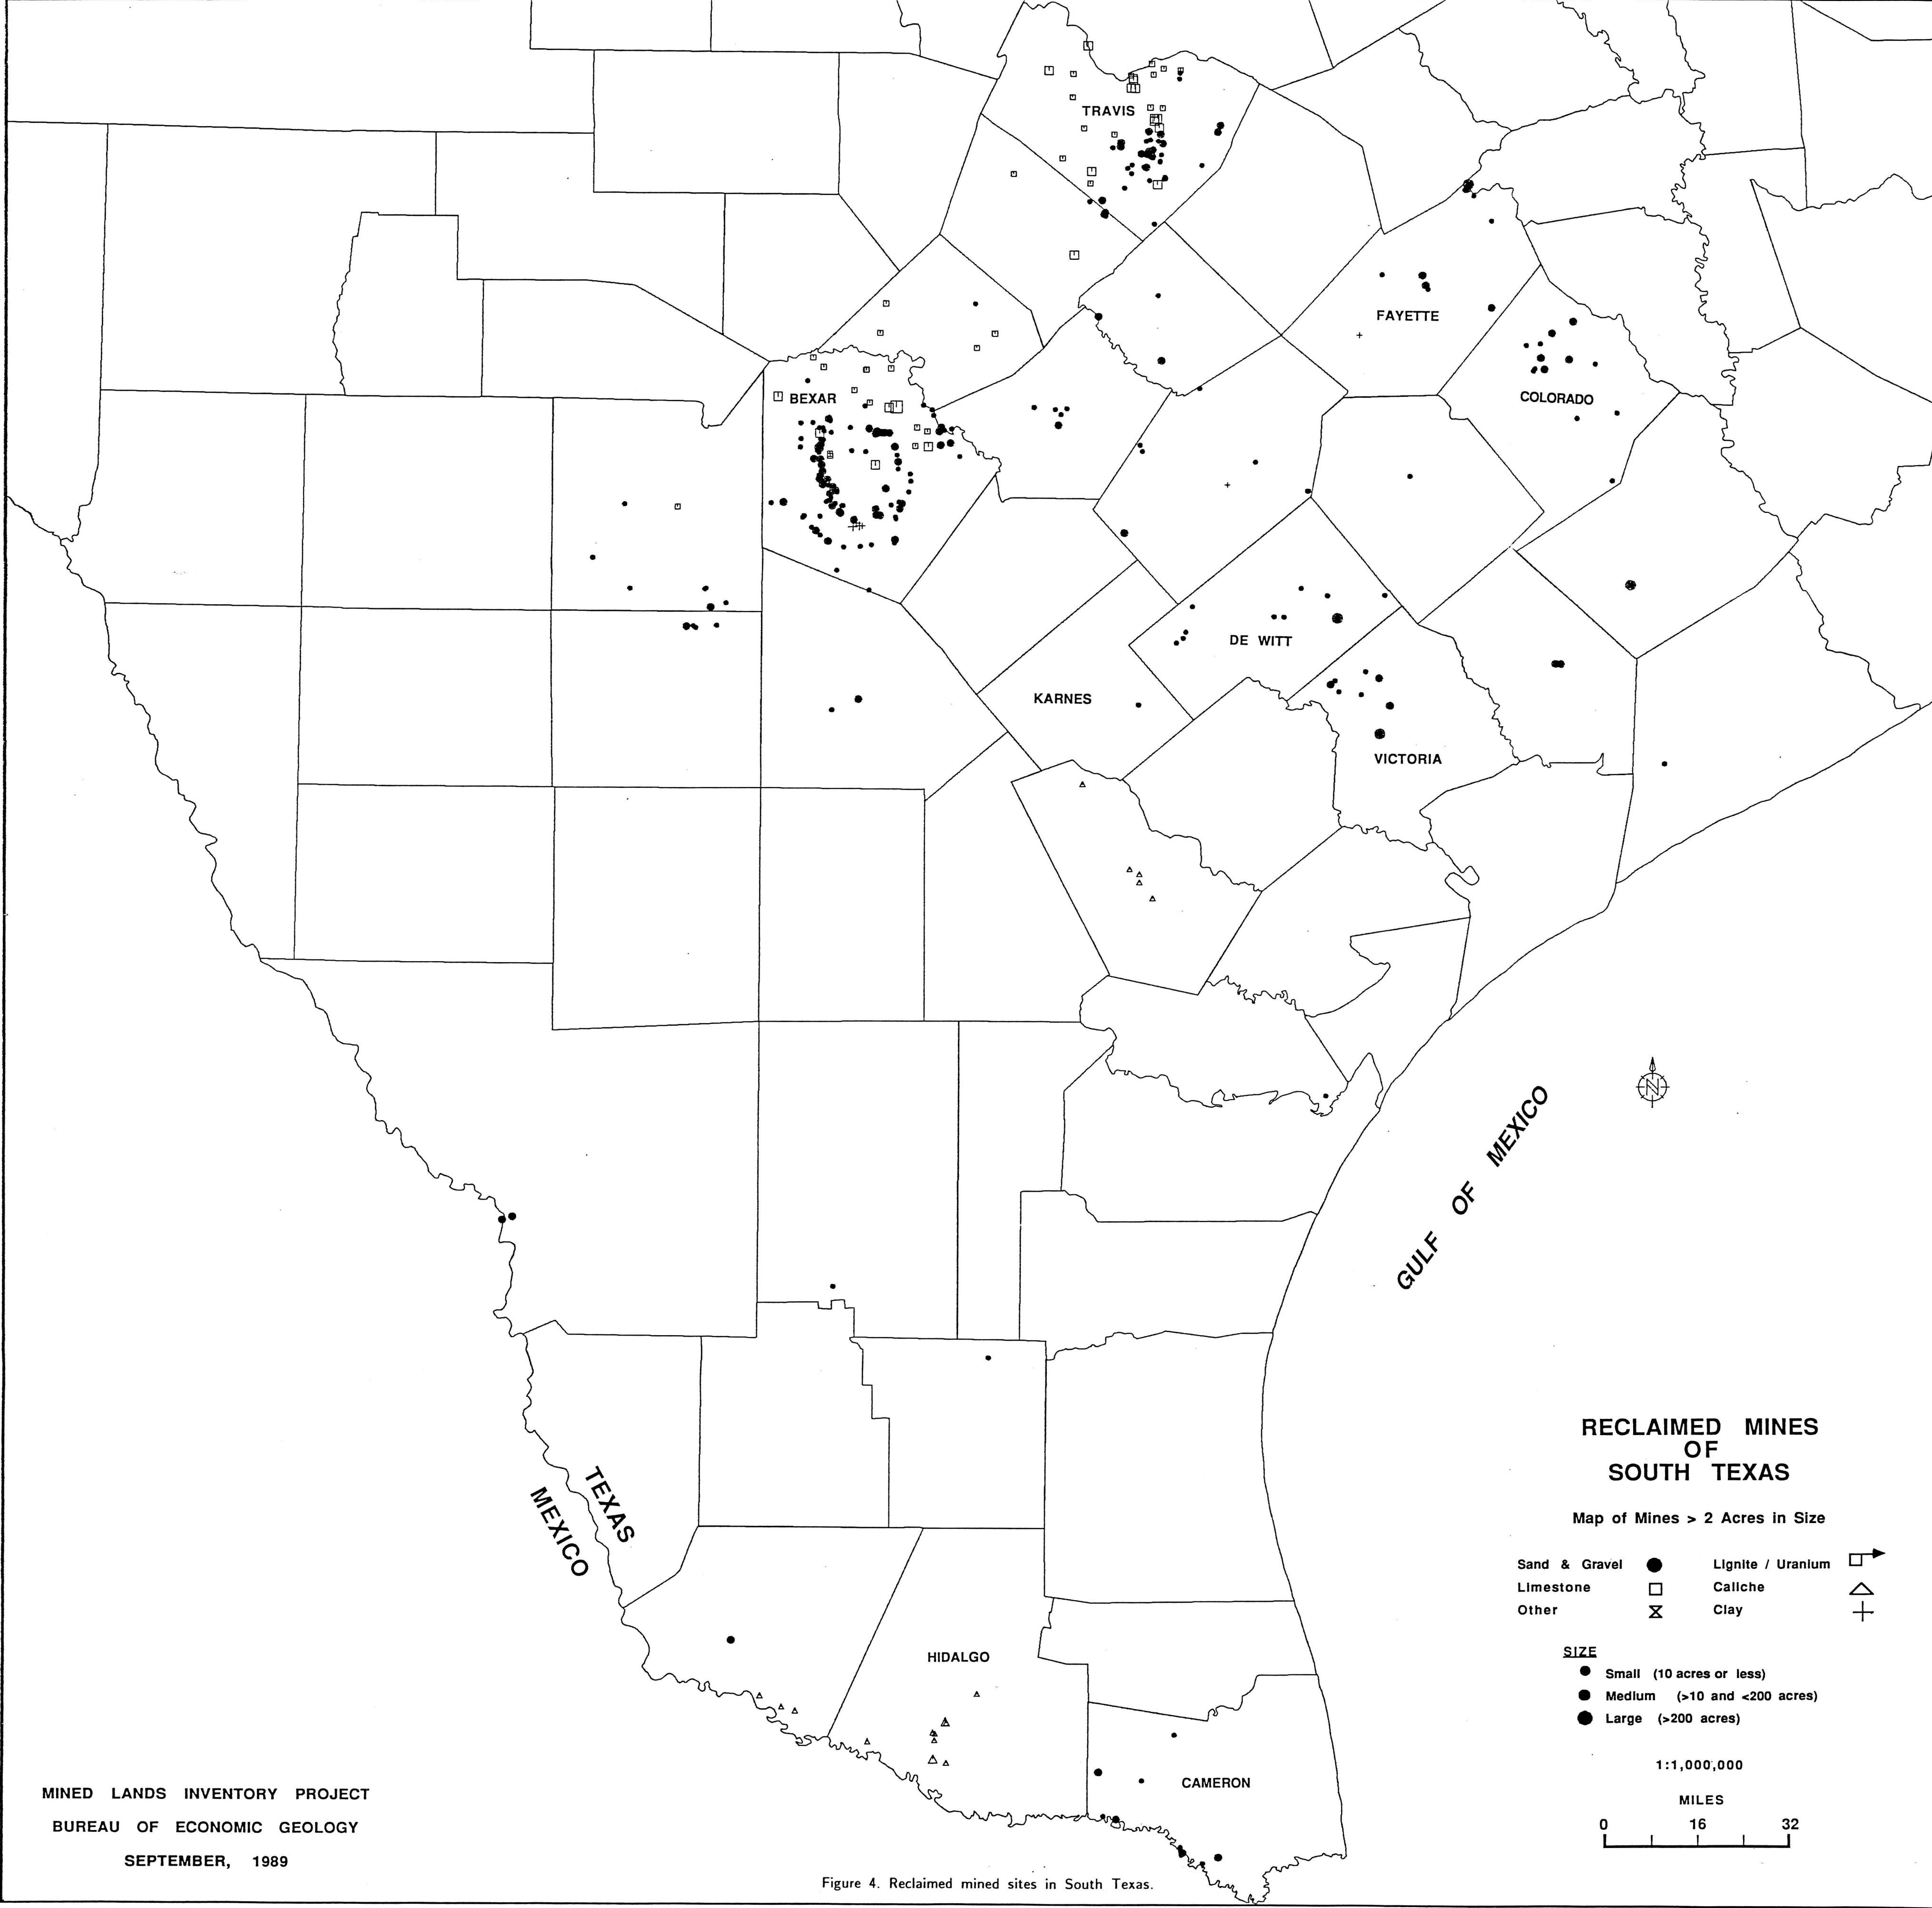 TRAVIS
FAYETTE
COLORADO
BEXAR
DE WITT
KARNES
VICTORIA
GULF OF MEXICO
N
TEXAS
MEXICO
HIDALGO
CAMERON
RECLAIMED MINES
OF
SOUTH TEXAS
Map of Mines > 2 Acres in Size
Sand & Gravel
Lignite / Uranium
Limestone
Caliche
Other
Clay
SIZE
Small (10 acres or less)
Medium (>10 and <200 acres)
Large (>200 acres)
1:1,000,000
MILES
0 16 32
MINED LANDS INVENTORY PROJECT
BUREAU OF ECONOMIC GEOLOGY
SEPTEMBER, 1989
Figure 4. Reclaimed mined sites in South Texas.